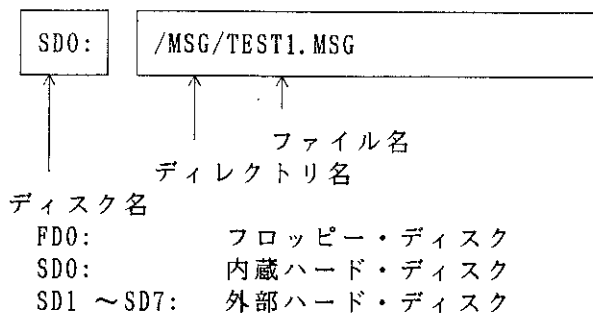 SD0: /MSG/TEST1.MSG
ファイル名
ディレクトリ名
ディスク名
FD0: フロッピー・ディスク
SD0: 内蔵ハード・ディスク
SD1 ～SD7: 外部ハード・ディスク